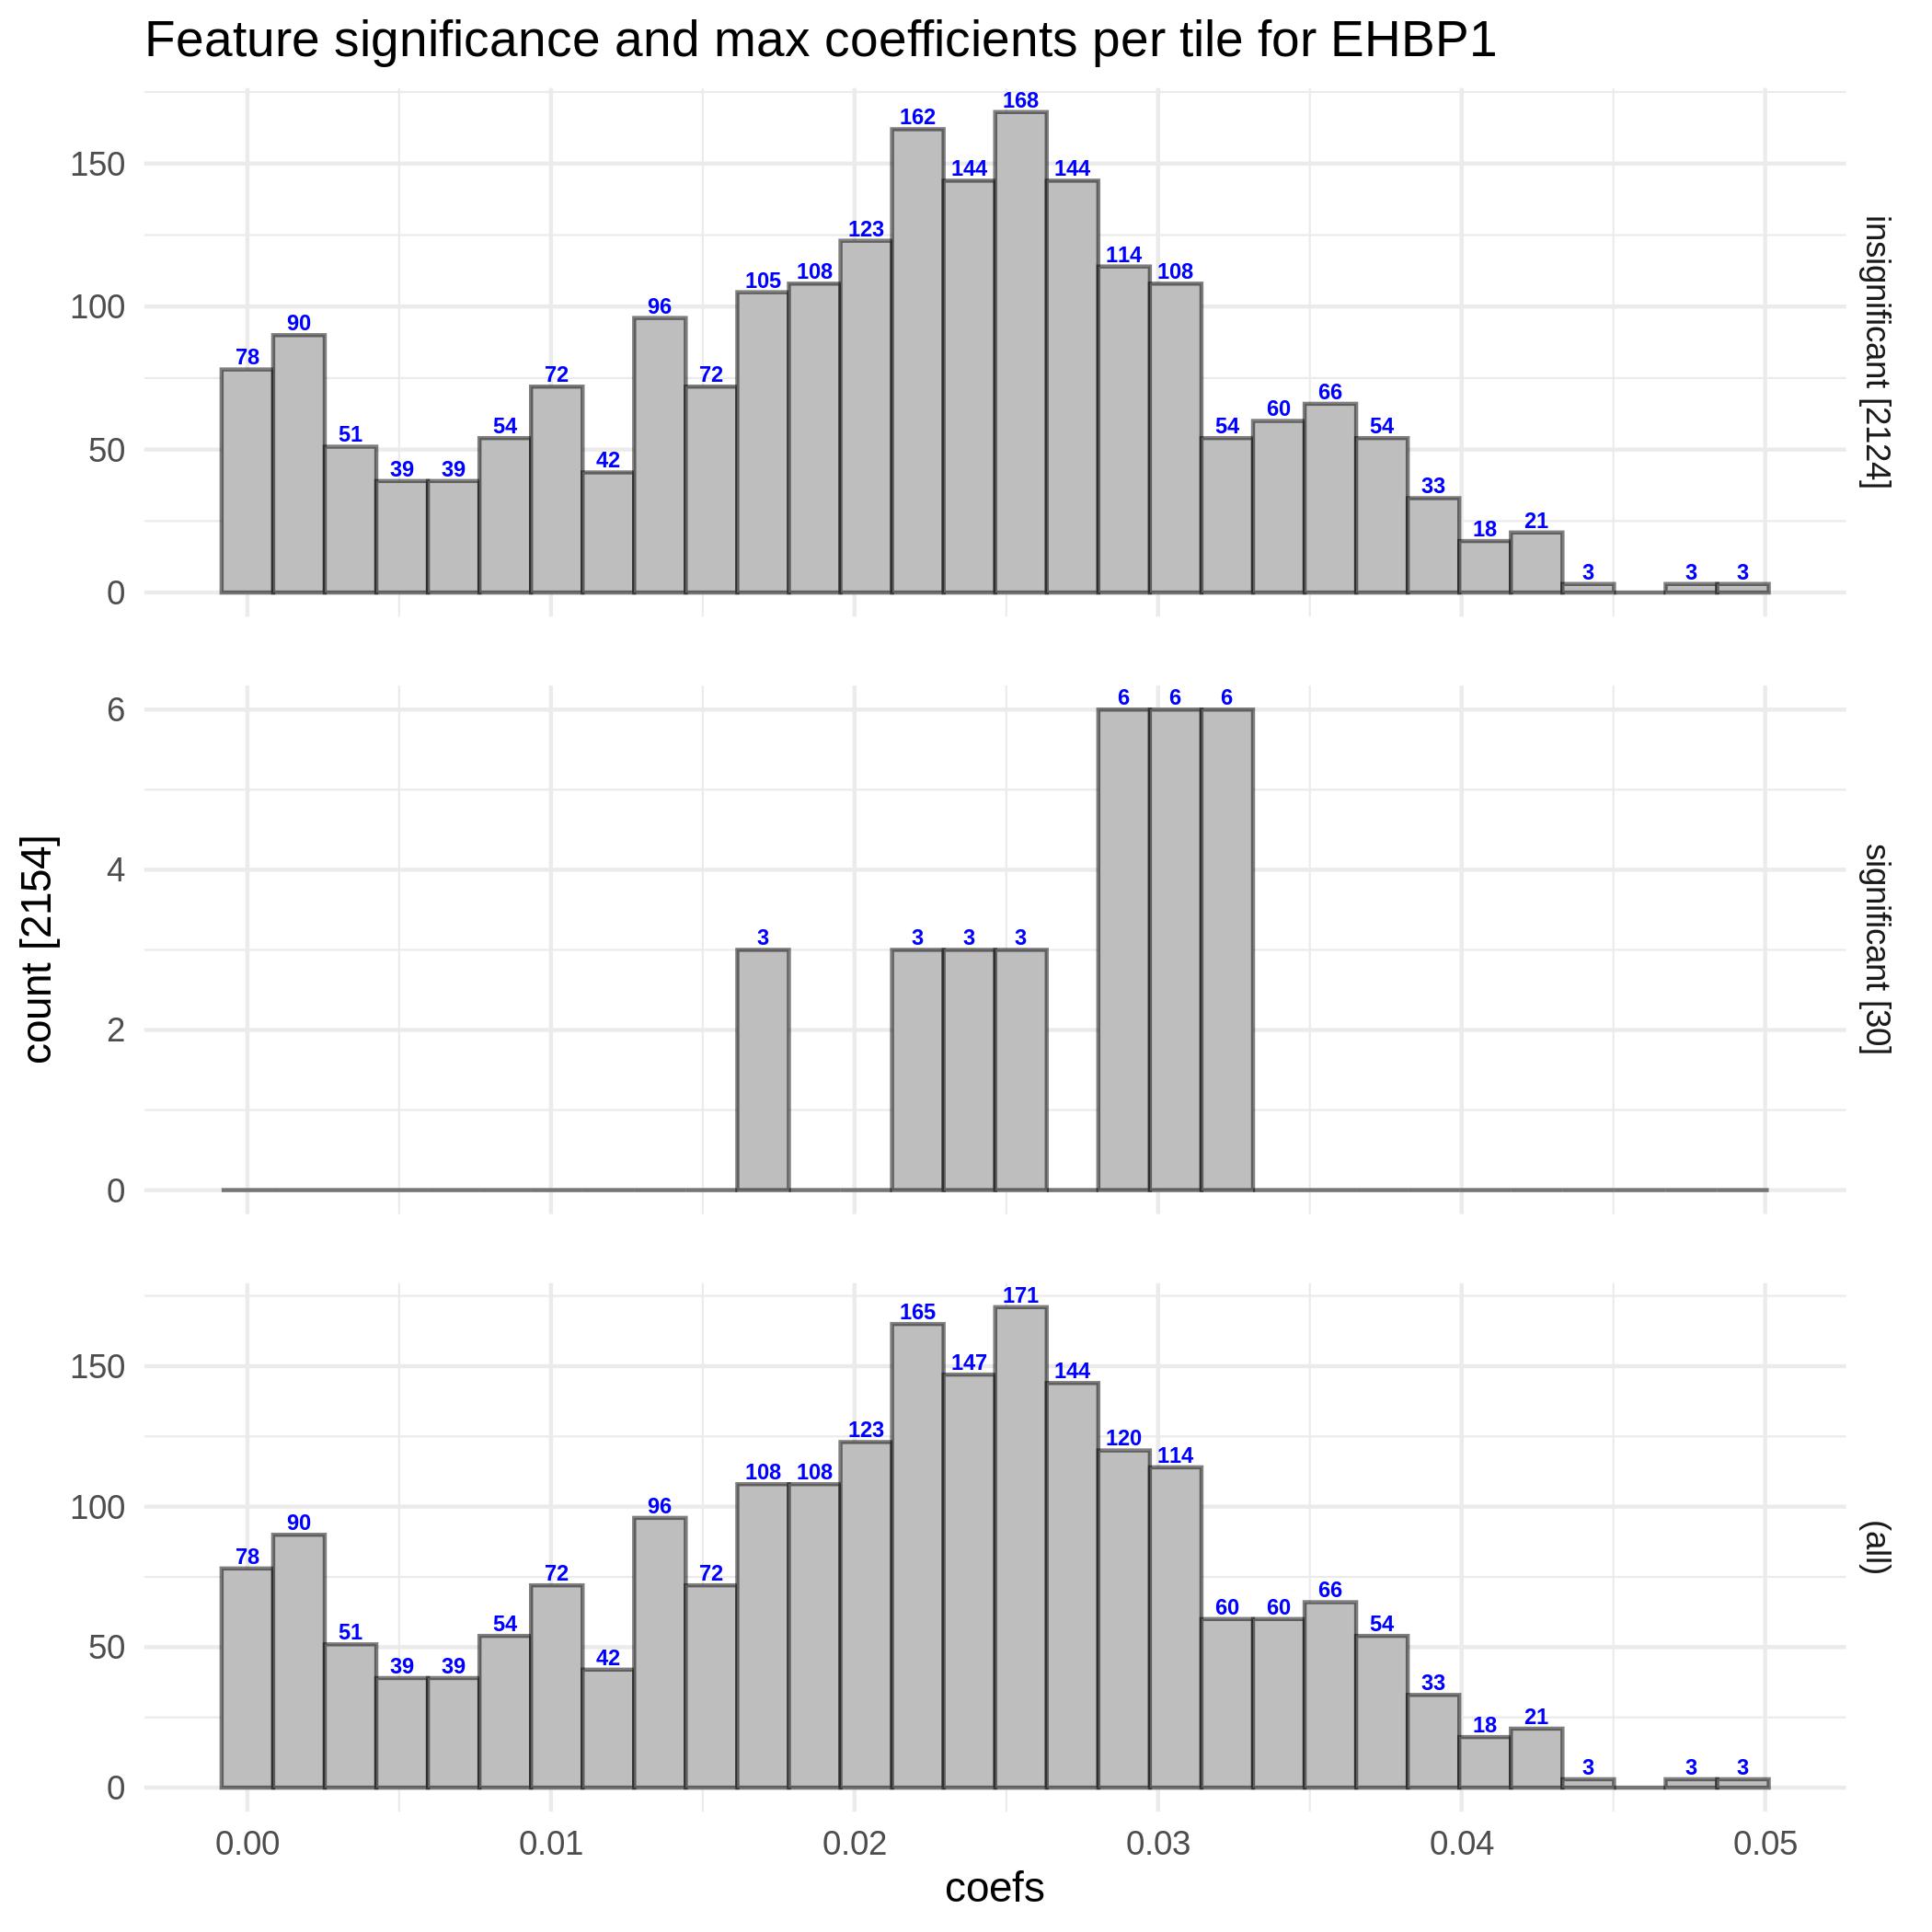 Feature significance and max coefficients per tile for EHBP1
150
100
50
0
78 90 51 39 39 54 72 42 96 72 105 108 123 162 144 168 144 114 108 54 60 66 54 33 18 21 3 3 3
insignificant [2124]
count [2154]
6
4
2
0
3 3 3 3 6 6 6
significant [30]
150
100
50
0
78 90 51 39 39 54 72 42 96 72 108 108 123 165 147 171 144 120 114 60 60 66 54 33 18 21 3 3 3
(all)
0.00 0.01 0.02 0.03 0.04 0.05
coefs